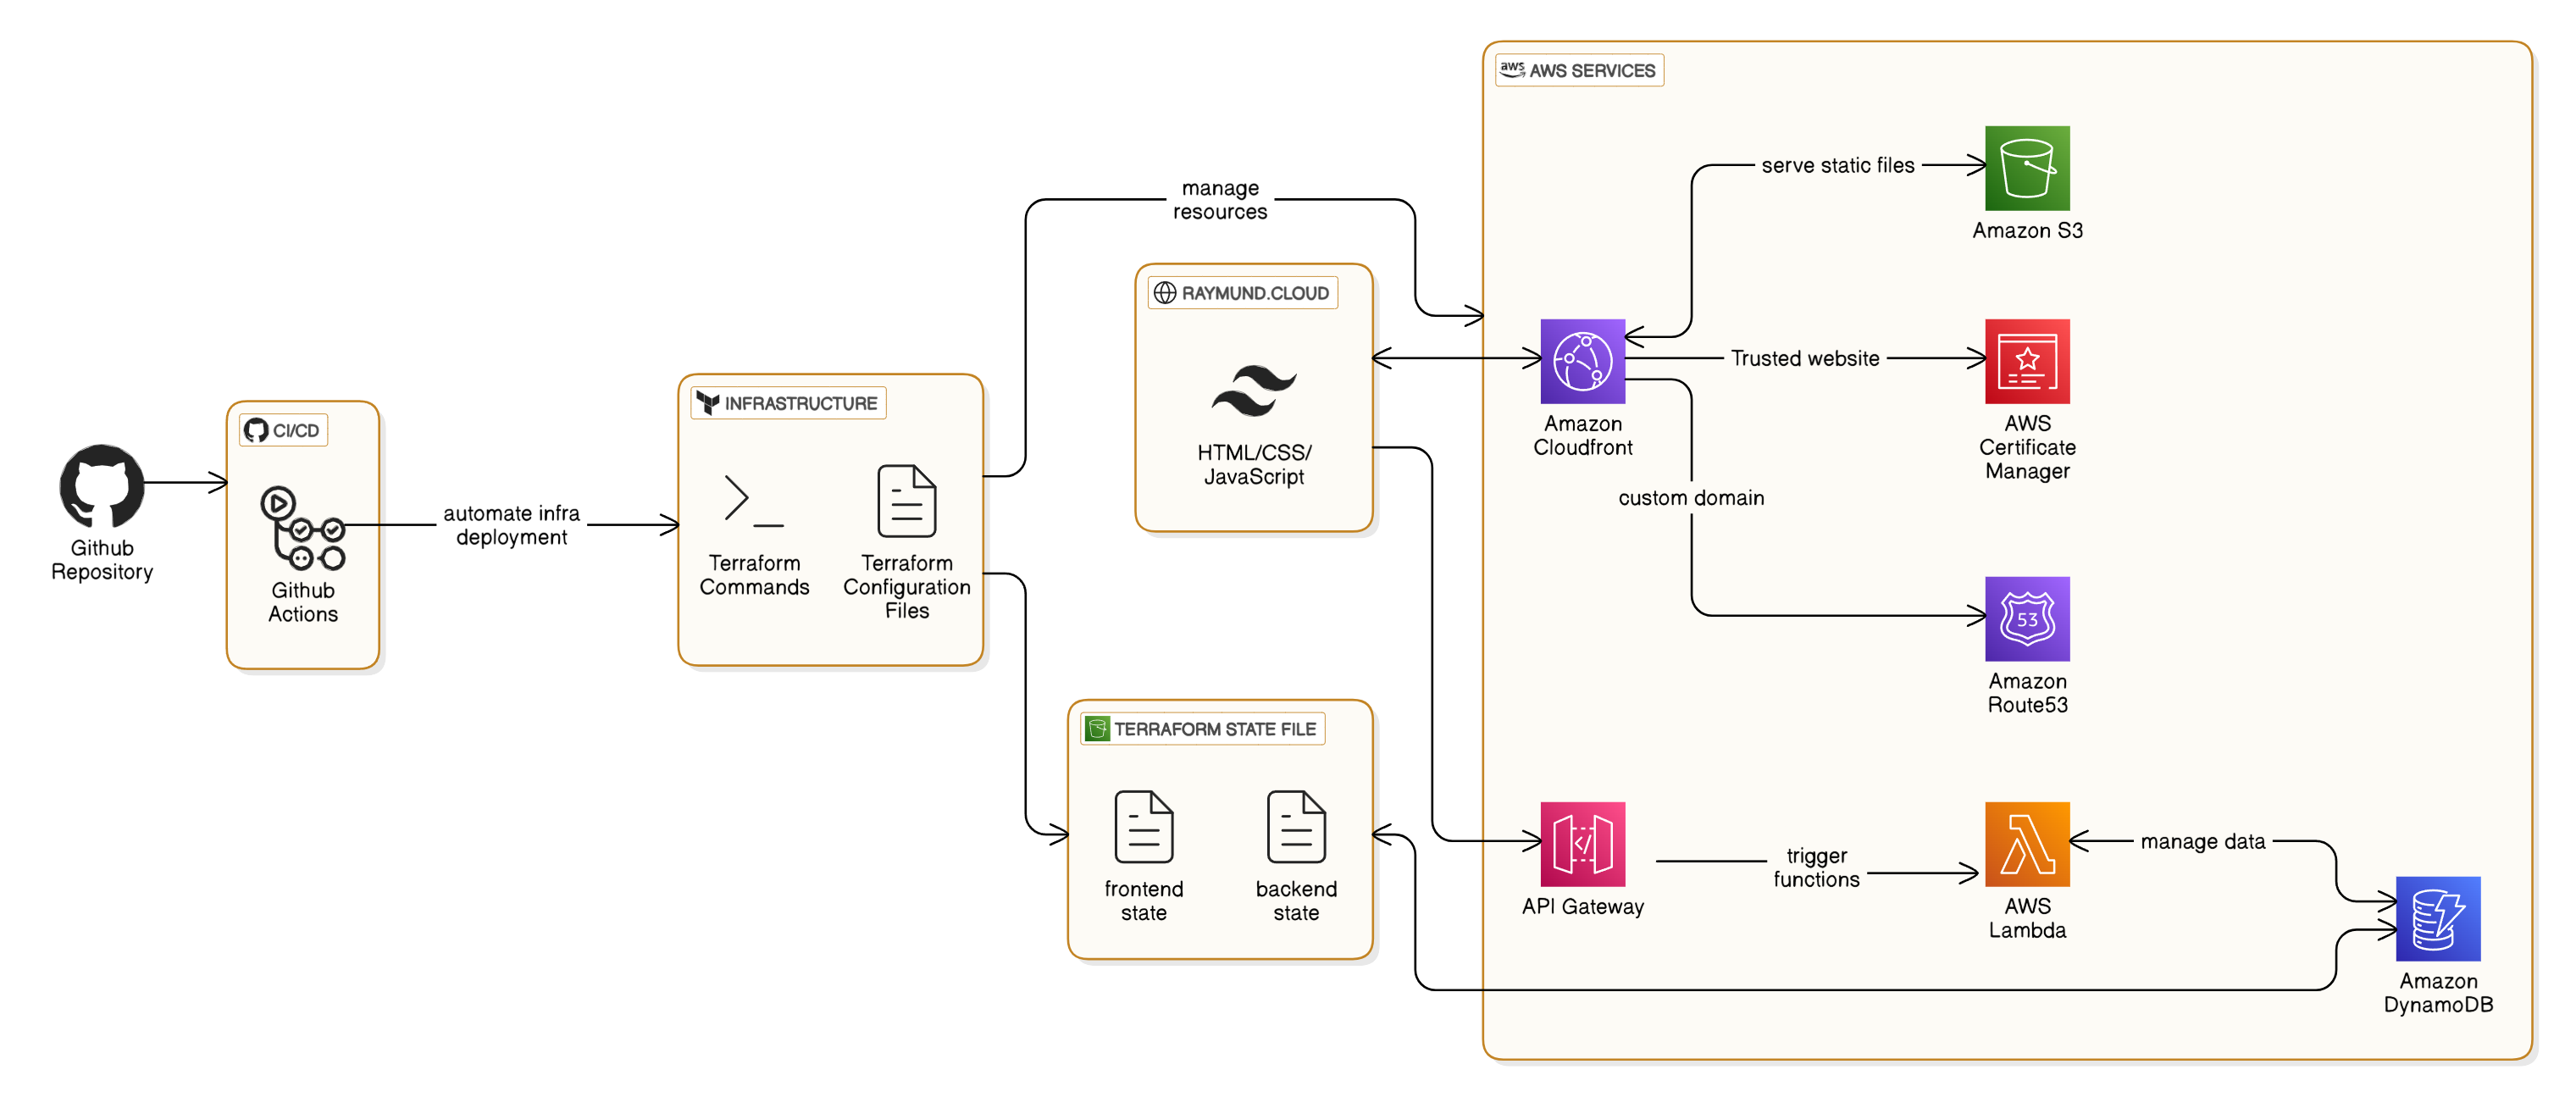 aws AWS SERVICES
serve static files
Amazon S3
manage
resources
RAYMUND.CLOUD
HTML/CSS/
JavaScript
Amazon
Cloudfront
Trusted website
AWS
Certificate
Manager
custom domain
53
Amazon
Route53
INFRASTRUCTURE
Terraform
Commands
Terraform
Configuration
Files
CI/CD
Github
Actions
Github
Repository
automate infra
deployment
TERRAFORM STATE FILE
frontend
state
backend
state
</>
API Gateway
trigger
functions
AWS
Lambda
manage data
Amazon
DynamoDB